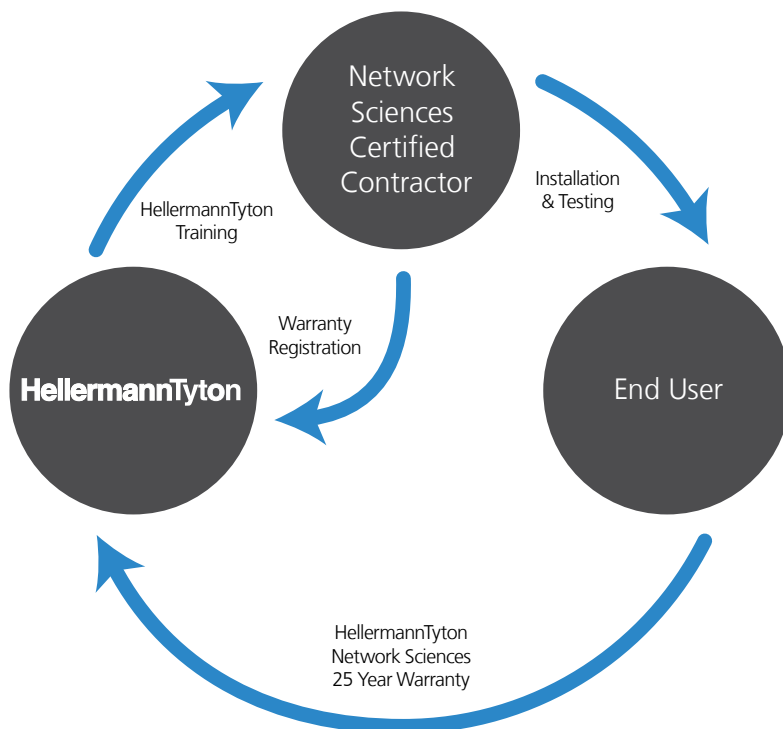 Network
Sciences
Certified
Contractor
HellermannTyton
Training
Installation
& Testing
Warranty
Registration
HellermannTyton
End User
HellermannTyton
Network Sciences
25 Year Warranty